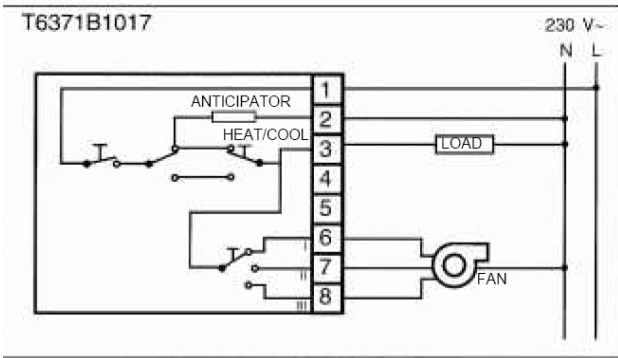 T6371B1017
230 V~
N L
1
ANTICIPATOR
2
HEAT/COOL
3
LOAD
4
5
6
I
7
II
FAN
8
III